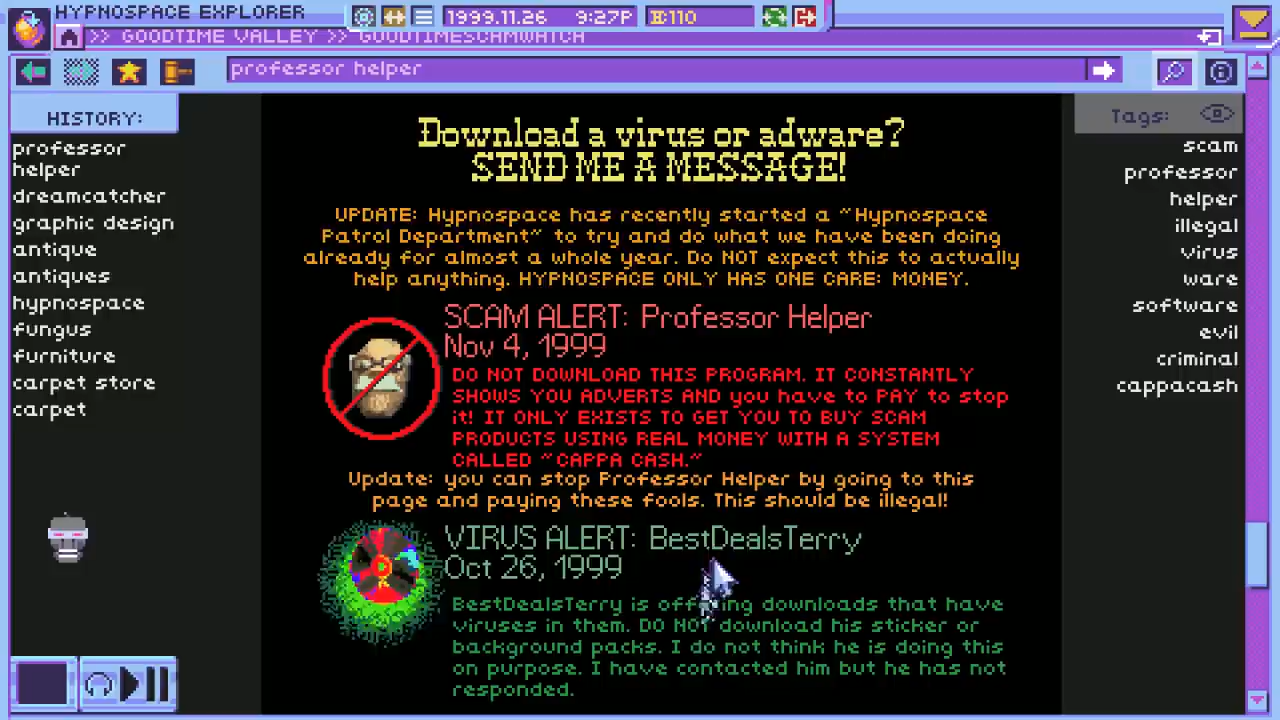 HYPNOSPACE EXPLORER
1999.11.26 9:27P
110
>> GOODTIME VALLEY >> GOODTIMESCAMWATCH
professor helper
HISTORY:
professor
helper
dreamcatcher
graphic design
antique
antiques
hypnospace
fungus
furniture
carpet store
carpet
Download a virus or adware?
SEND ME A MESSAGE!
UPDATE: Hypnospace has recently started a "Hypnospace
Patrol Department" to try and do what we have been doing
already for almost a whole year. Do NOT expect this to actually
help anything. HYPNOSPACE ONLY HAS ONE CARE: MONEY.
SCAM ALERT: Professor Helper
Nov 4, 1999
DO NOT DOWNLOAD THIS PROGRAM. IT CONSTANTLY
SHOWS YOU ADVERTS AND you have to PAY to stop
it! IT ONLY EXISTS TO GET YOU TO BUY SCAM
PRODUCTS USING REAL MONEY WITH A SYSTEM
CALLED "CAPPA CASH."
Update: you can stop Professor Helper by going to this
page and paying these fools. This should be illegal!
VIRUS ALERT: BestDealsTerry
Oct 26, 1999
BestDealsTerry is offering downloads that have
viruses in them. DO NOT download his sticker or
background packs. I do not think he is doing this
on purpose. I have contacted him but he has not
responded.
Tags:
scam
professor
helper
illegal
virus
ware
software
evil
criminal
cappacash